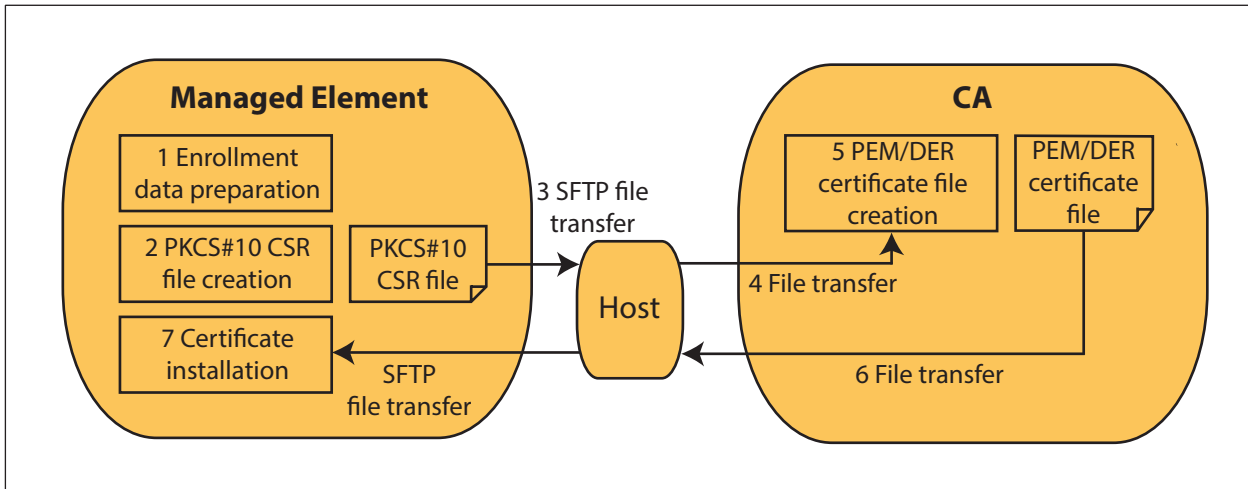 Managed Element
1 Enrollment
data preparation
2 PKCS#10 CSR
file creation
PKCS#10
CSR file
7 Certificate
installation
3 SFTP file
transfer
Host
SFTP
file transfer
CA
5 PEM/DER
certificate file
creation
PEM/DER
certificate
file
4 File transfer
6 File transfer